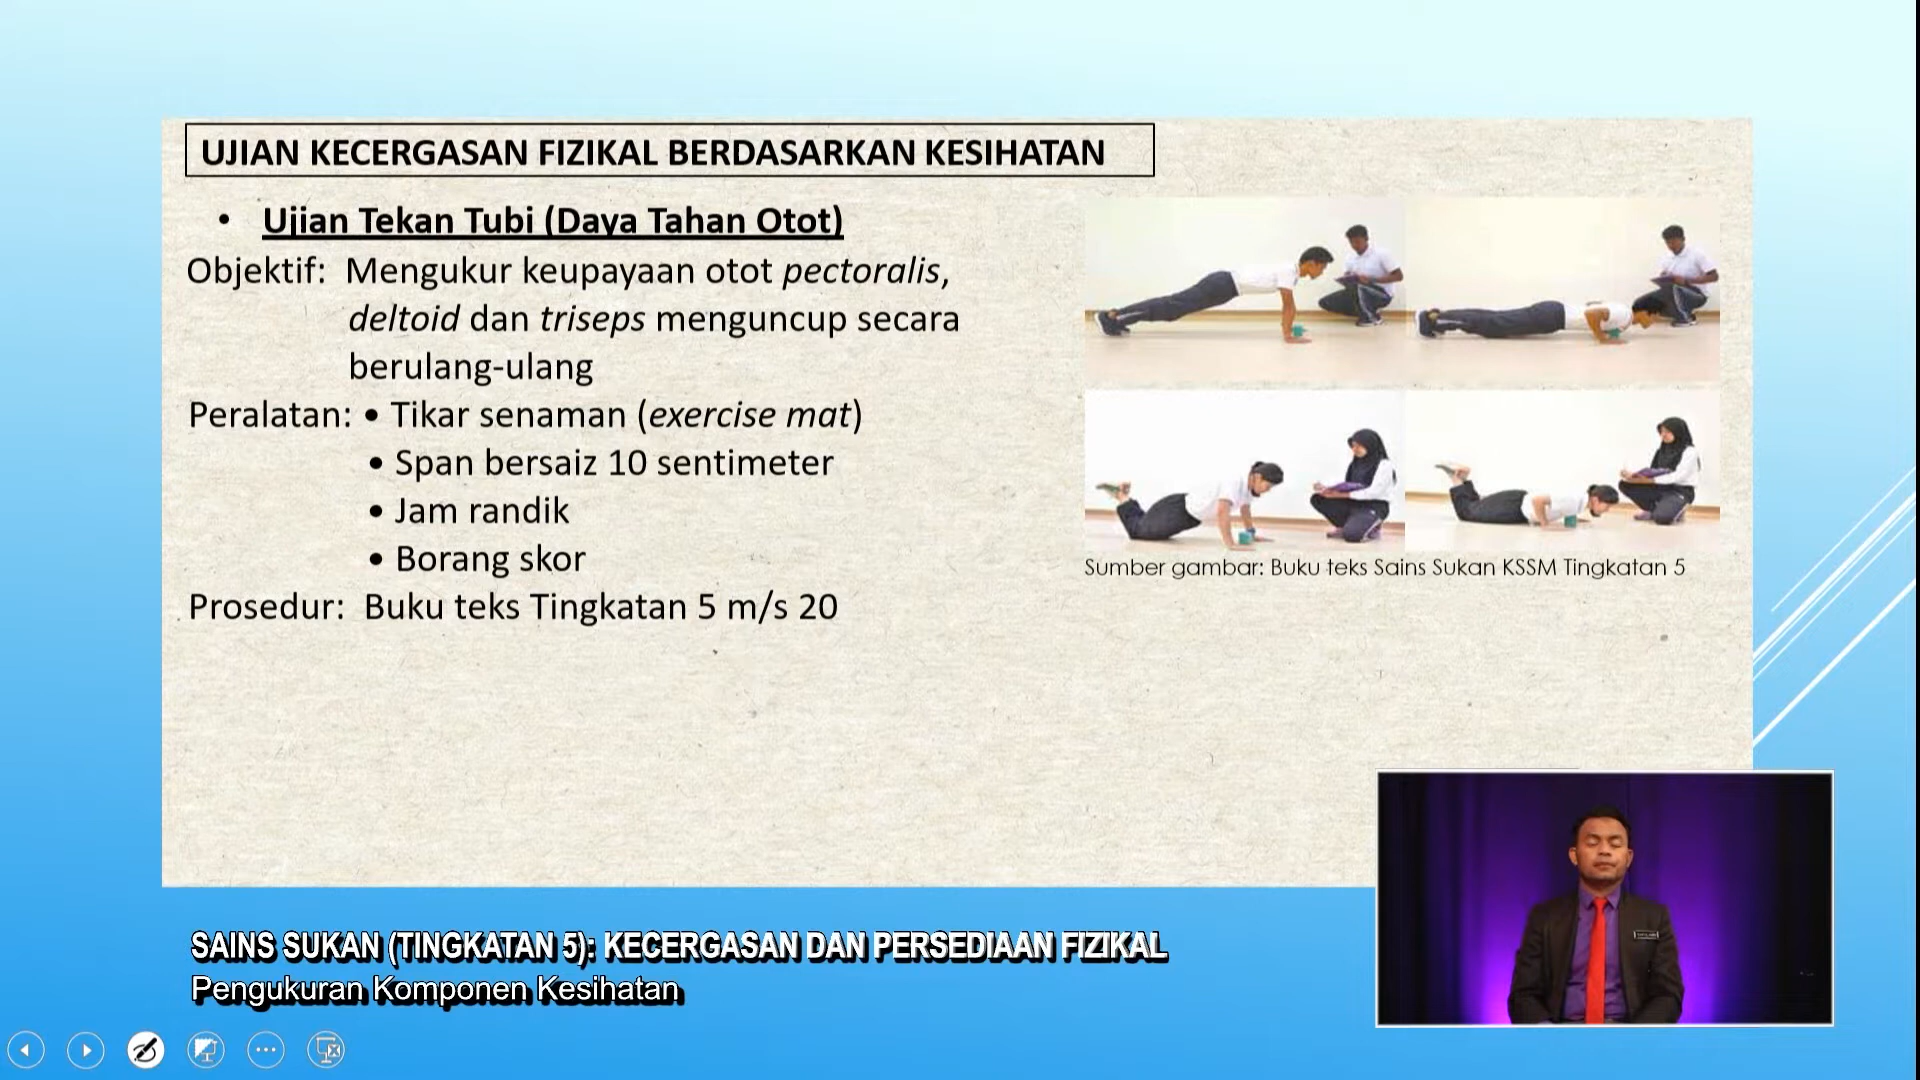 UJIAN KECERGASAN FIZIKAL BERDASARKAN KESIHATAN
• Ujian Tekan Tubi (Daya Tahan Otot)
Objektif: Mengukur keupayaan otot pectoralis,
deltoid dan triseps menguncup secara
berulang-ulang
Peralatan: • Tikar senaman (exercise mat)
• Span bersaiz 10 sentimeter
• Jam randik
• Borang skor
Prosedur: Buku teks Tingkatan 5 m/s 20
Sumber gambar: Buku teks Sains Sukan KSSM Tingkatan 5
SAINS SUKAN (TINGKATAN 5): KECERGASAN DAN PERSEDIAAN FIZIKAL
Pengukuran Komponen Kesihatan